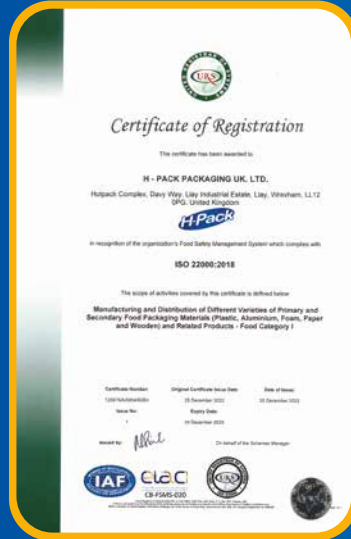 URS
Certificate of Registration
This certificate has been awarded to
H - PACK PACKAGING UK. LTD.
Hotpack Complex, Davy Way, Llay Industrial Estate, Llay, Wrexham, LL12
0PG, United Kingdom
H-Pack
in recognition of the organization's Food Safety Management System which complies with
ISO 22000:2018
The scope of activities covered by this certificate is defined below
Manufacturing and Distribution of Different Varieties of Primary and
Secondary Food Packaging Materials (Plastic, Aluminium, Foam, Paper
and Wooden) and Related Products - Food Category I
Certificate Number:
Original Certificate Issue Date:
Date of Issue:
Issue No:
Expiry Date:
1
Issued by:
On behalf of the Schemes Manager
IAF
CB-FSMS-020
URS